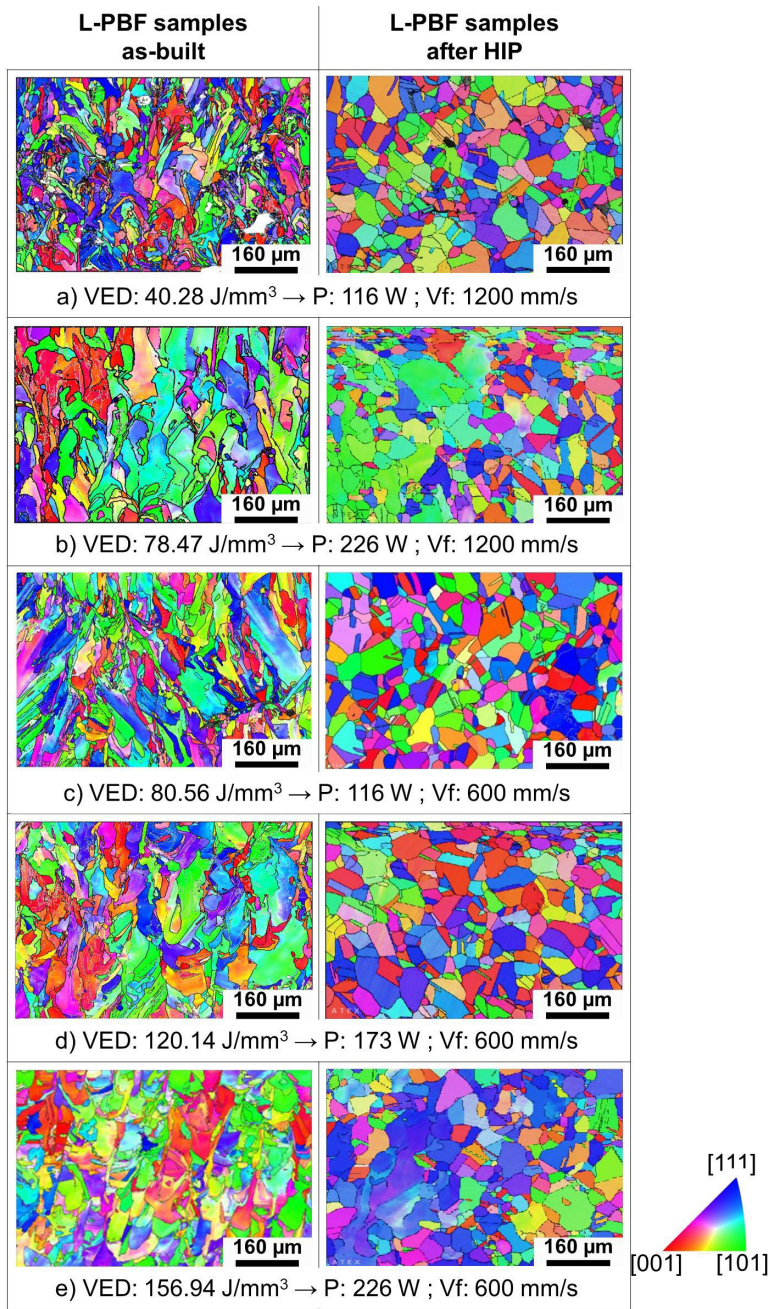 L-PBF samples
as-built
L-PBF samples
after HIP
160 µm
160 µm
a) VED: 40.28 J/mm³ → P: 116 W ; Vf: 1200 mm/s
160 µm
160 µm
b) VED: 78.47 J/mm³ → P: 226 W ; Vf: 1200 mm/s
160 µm
160 µm
c) VED: 80.56 J/mm³ → P: 116 W ; Vf: 600 mm/s
160 µm
ATEX
160 µm
d) VED: 120.14 J/mm³ → P: 173 W ; Vf: 600 mm/s
160 µm
160 µm
[111]
[001]
[101]
e) VED: 156.94 J/mm³ → P: 226 W ; Vf: 600 mm/s